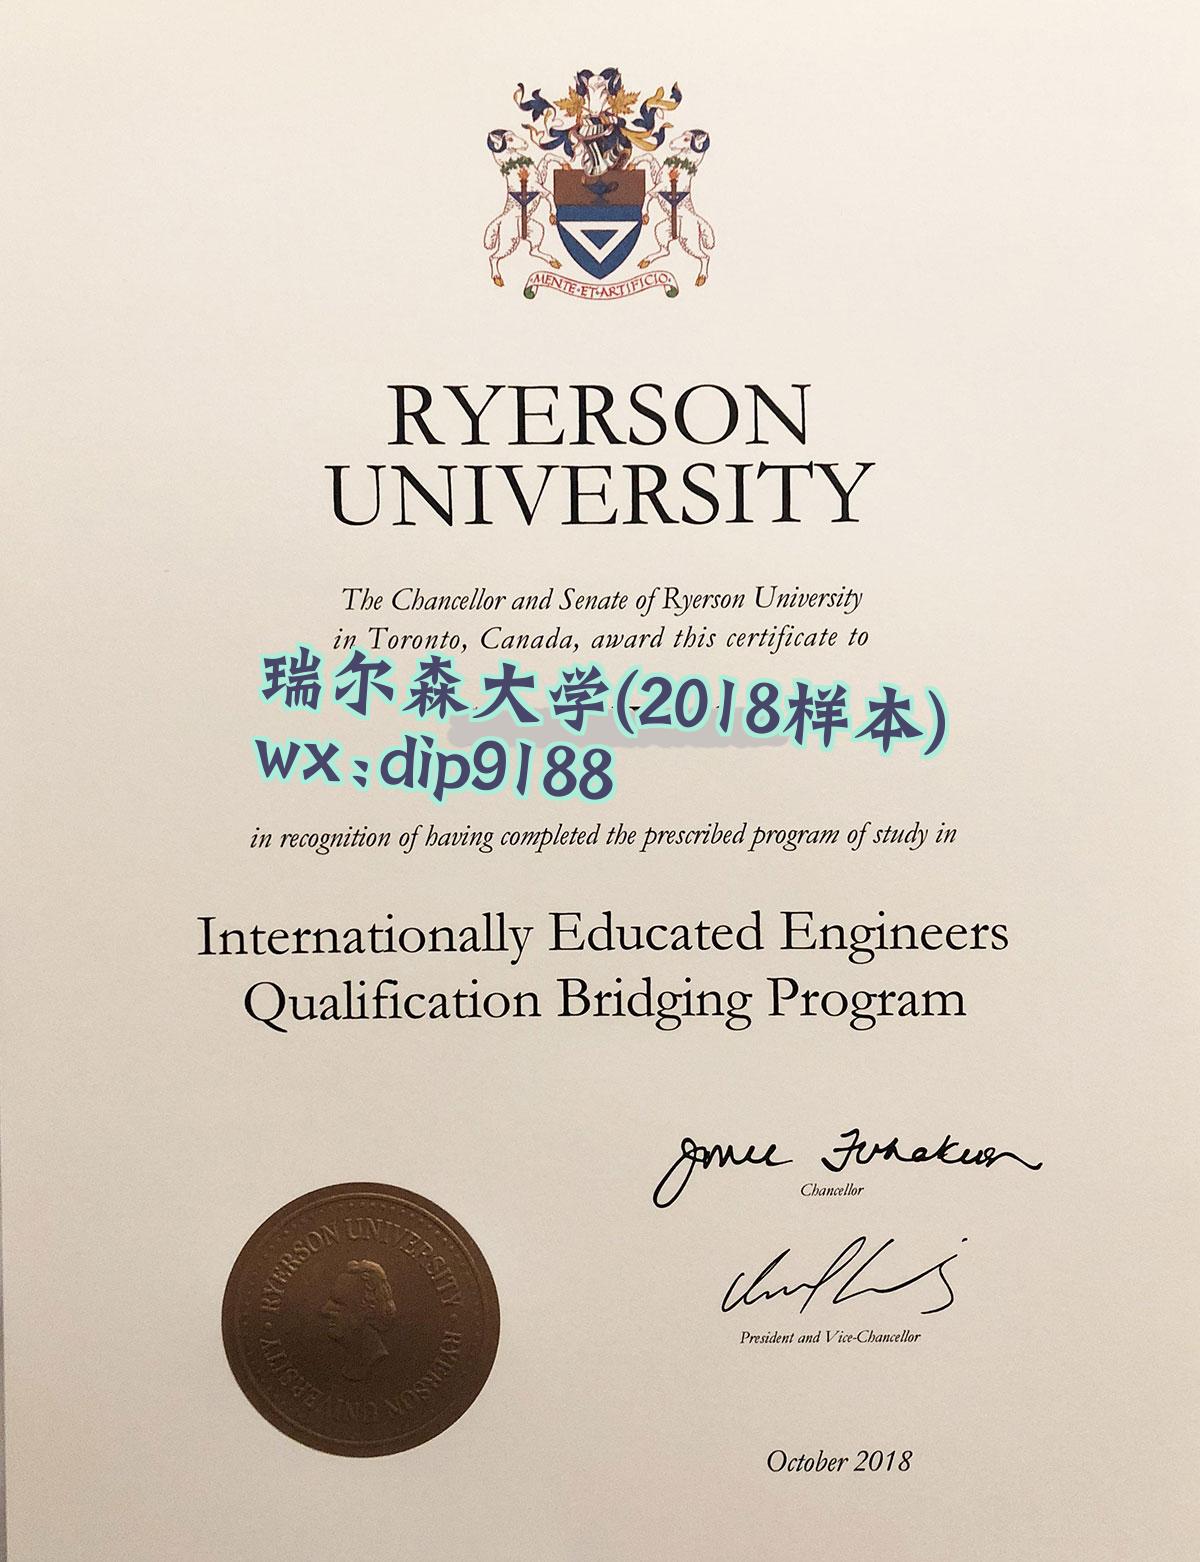 MENTE·ET·ARTIFICIO
RYERSON
UNIVERSITY
The Chancellor and Senate of Ryerson University
in Toronto, Canada, award this certificate to
瑞尔森大学(2018样本)
wx:dip9188
in recognition of having completed the prescribed program of study in
Internationally Educated Engineers
Qualification Bridging Program
Chancellor
President and Vice-Chancellor
RYERSON UNIVERSITY · RYERSON UNIVERSITY ·
October 2018